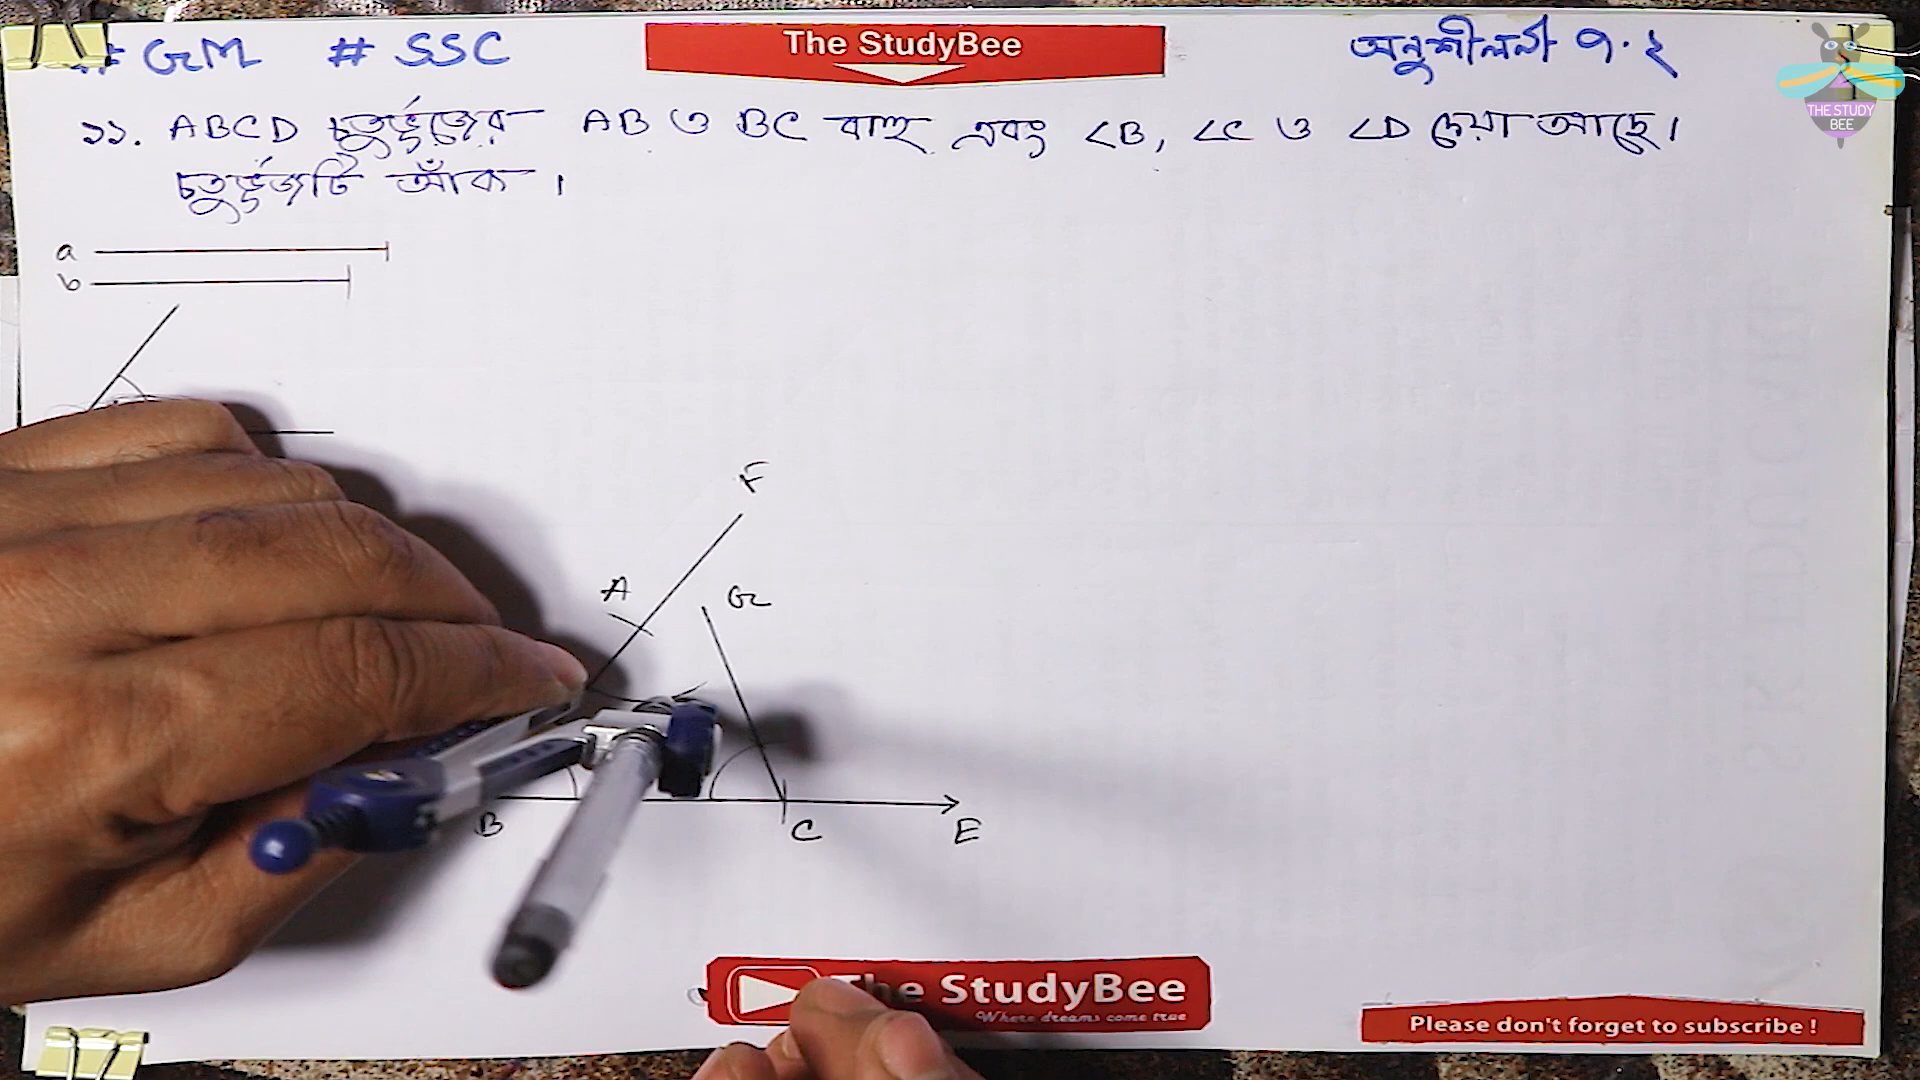 # GM # SSC
The StudyBee
অনুশীলনী ৭.২
THE STUDY
BEE
১১. ABCD চতুর্ভুজের AB ও BC বাহু এবং ∠B, ∠C ও ∠D দেয়া আছে।
চতুর্ভুজটি আঁক।
a
b
F
A
G
B
C
E
The StudyBee
Where dreams come true
Please don't forget to subscribe !